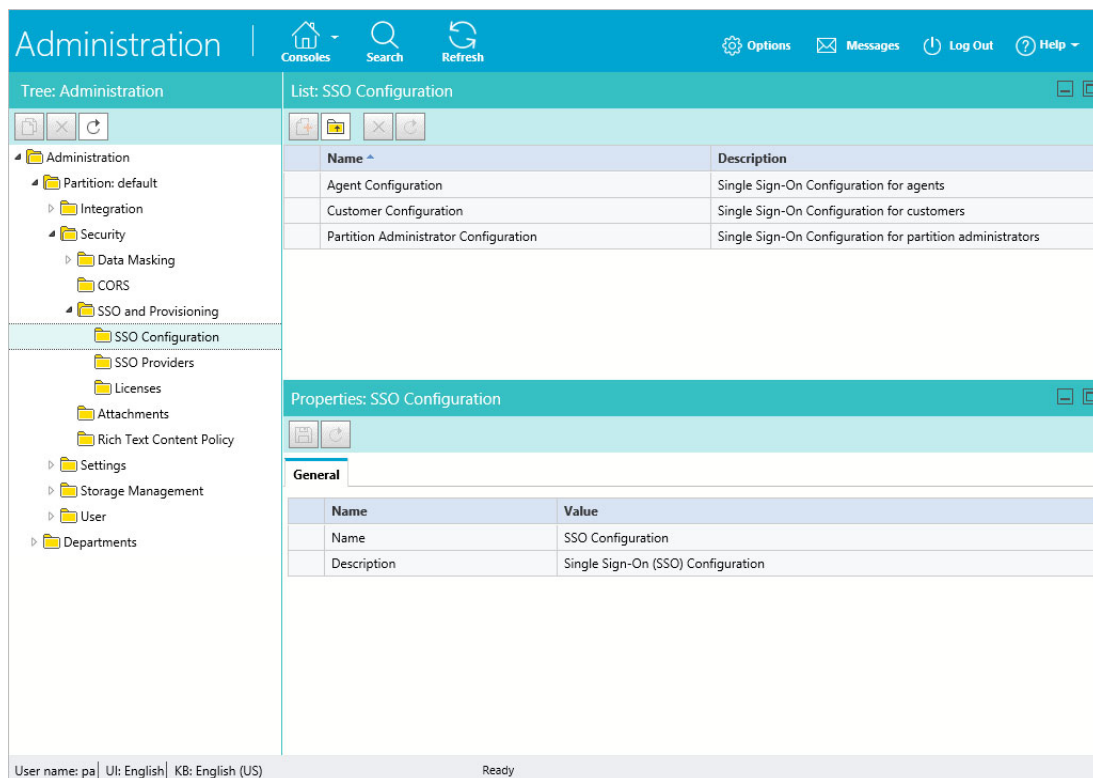 Administration
Consoles
Search
Refresh
Options
Messages
Log Out
Help
Tree: Administration
List: SSO Configuration
Administration
Partition: default
Integration
Security
Data Masking
CORS
SSO and Provisioning
SSO Configuration
SSO Providers
Licenses
Attachments
Rich Text Content Policy
Settings
Storage Management
User
Departments
Name Description
Agent Configuration Single Sign-On Configuration for agents
Customer Configuration Single Sign-On Configuration for customers
Partition Administrator Configuration Single Sign-On Configuration for partition administrators
Properties: SSO Configuration
General
Name Value
Name SSO Configuration
Description Single Sign-On (SSO) Configuration
User name: pa UI: English KB: English (US) Ready